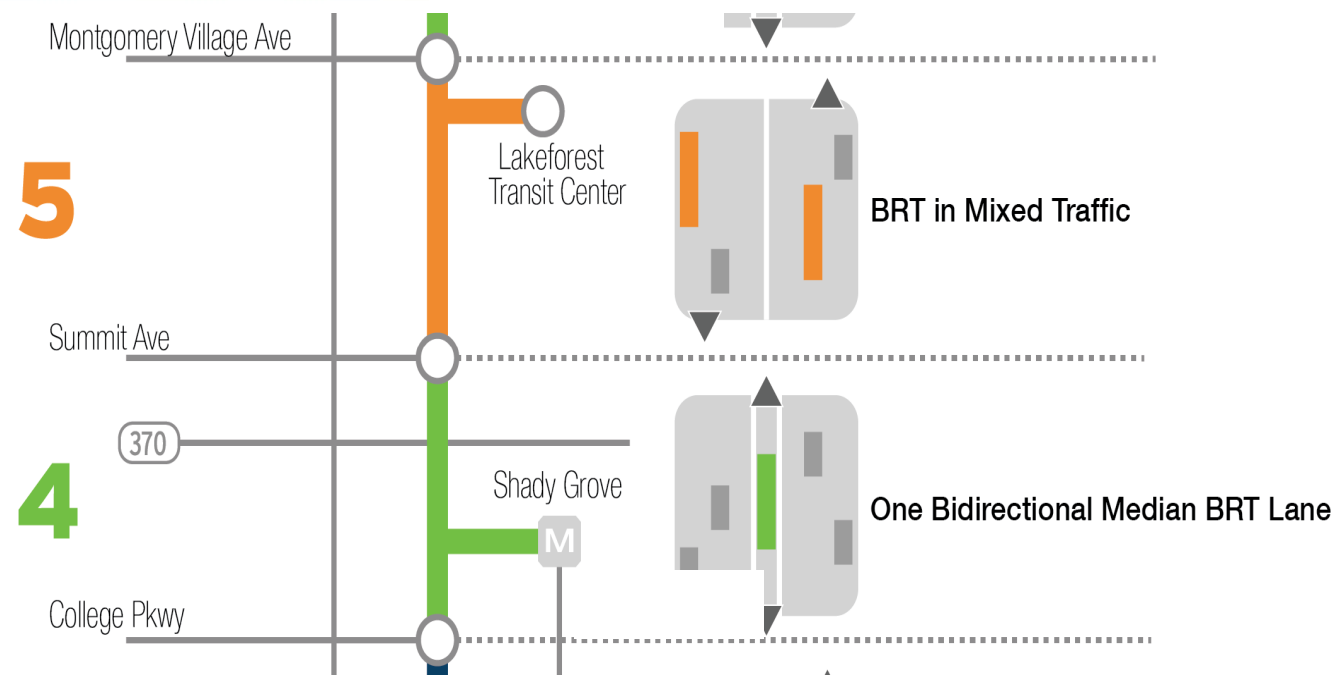 Montgomery Village Ave
Lakeforest
Transit Center
5
BRT in Mixed Traffic
Summit Ave
370
4
Shady Grove
M
One Bidirectional Median BRT Lane
College Pkwy